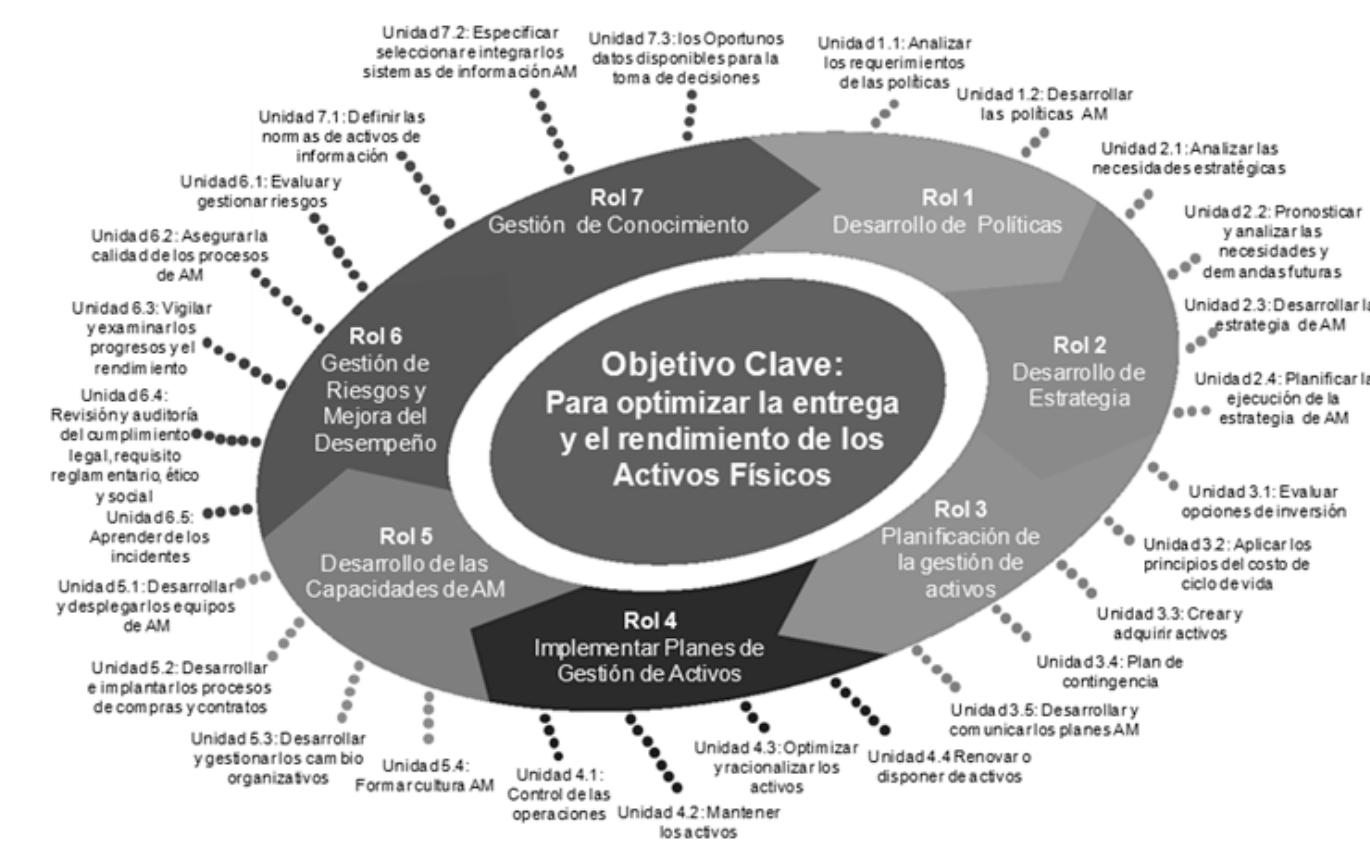 Unidad 7.2: Especificar
seleccionar e integrar los
sistemas de información AM
Unidad 7.3: los Oportunos
datos disponibles para la
toma de decisiones
Unidad 1.1: Analizar
los requerimientos
de las políticas
Unidad 1.2: Desarrollar
las políticas AM
Unidad 2.1: Analizar las
necesidades estratégicas
Unidad 2.2: Pronosticar
y analizar las
necesidades y
demandas futuras
Unidad 2.3: Desarrollar la
estrategia de AM
Unidad 2.4: Planificar la
ejecución de la
estrategia de AM
Unidad 3.1: Evaluar
opciones de inversión
Unidad 3.2: Aplicar los
principios del costo de
ciclo de vida
Unidad 3.3: Crear y
adquirir activos
Unidad 3.4: Plan de
contingencia
Unidad 3.5: Desarrollar y
comunicar los planes AM
Unidad 4.4 Renovar o
disponer de activos
Unidad 4.3: Optimizar
y racionalizar los
activos
Unidad 4.2: Mantener
los activos
Unidad 4.1:
Control de las
operaciones
Unidad 5.4:
Formar cultura AM
Unidad 5.3: Desarrollar
y gestionar los cambio
organizativos
Unidad 5.2: Desarrollar
e implantar los procesos
de compras y contratos
Unidad 5.1: Desarrollar
y desplegar los equipos
de AM
Unidad 6.5:
Aprender de los
incidentes
Unidad 6.4:
Revisión y auditoría
del cumplimiento
legal, requisito
reglamentario, ético
y social
Unidad 6.3: Vigilar
y examinar los
progresos y el
rendimiento
Unidad 6.2: Asegurar la
calidad de los procesos
de AM
Unidad 6.1: Evaluar y
gestionar riesgos
Unidad 7.1: Definir las
normas de activos de
información
Rol 7
Gestión de Conocimiento
Rol 1
Desarrollo de Políticas
Rol 2
Desarrollo de
Estrategia
Rol 3
Planificación de
la gestión de
activos
Rol 4
Implementar Planes de
Gestión de Activos
Rol 5
Desarrollo de las
Capacidades de AM
Rol 6
Gestión de
Riesgos y
Mejora del
Desempeño
Objetivo Clave:
Para optimizar la entrega
y el rendimiento de los
Activos Físicos